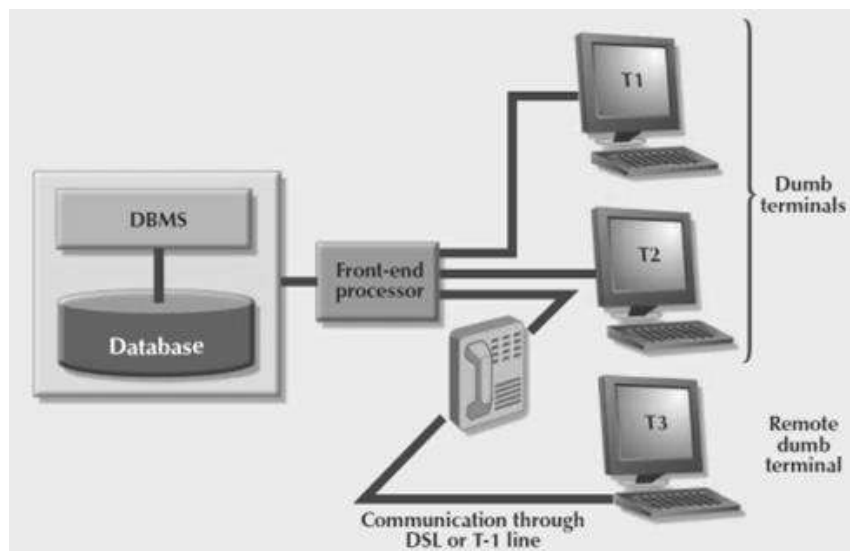 T1
DBMS
Dumb
terminals
Front-end
processor
T2
Database
T3
Remote
dumb
terminal
Communication through
DSL or T-1 line